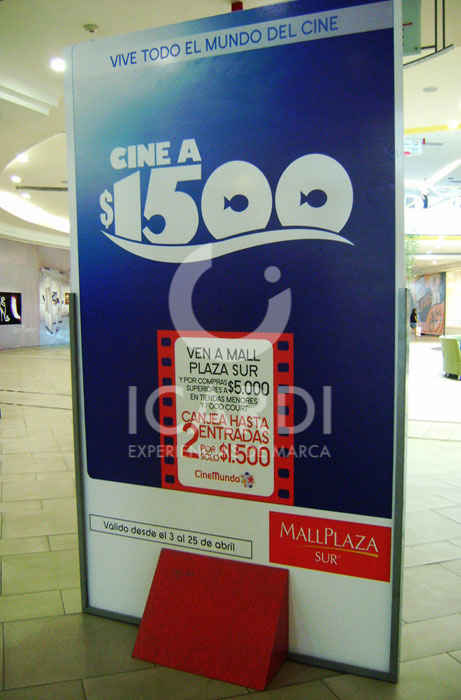 VIVE TODO EL MUNDO DEL CINE
CINE A
$1500
VEN A MALL
PLAZA SUR
Y POR COMPRAS
SUPERIORES A $5.000
EN TIENDAS MENORES
Y FOOD COURT
CANJEA HASTA
2 ENTRADAS
POR SOLO $1.500
CineMundo
Valido desde el 3 al 25 de abril
MALLPLAZA
SUR